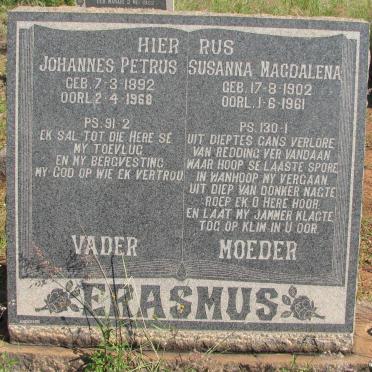 HIER RUS
JOHANNES PETRUS
GEB. 7-3-1892
OORL. 2-4-1968
PS. 91-2
EK SAL TOT DIE HERE SÊ
MY TOEVLUG
EN MY BERGVESTING
MY GOD OP WIE EK VERTROU
VADER
SUSANNA MAGDALENA
GEB. 17-8-1902
OORL. 1-6-1961
PS. 130-1
UIT DIEPTES GANS VERLORE
VAN REDDING VER VANDAAN
WAAR HOOP SE LAASTE SPORE
IN WANHOOP MY VERGAAN
UIT DIEP VAN DONKER NAGTE
ROEP EK O HERE HOOR
EN LAAT MY JAMMER KLAGTE
TOG OP KLIM IN U OOR.
MOEDER
ERASMUS